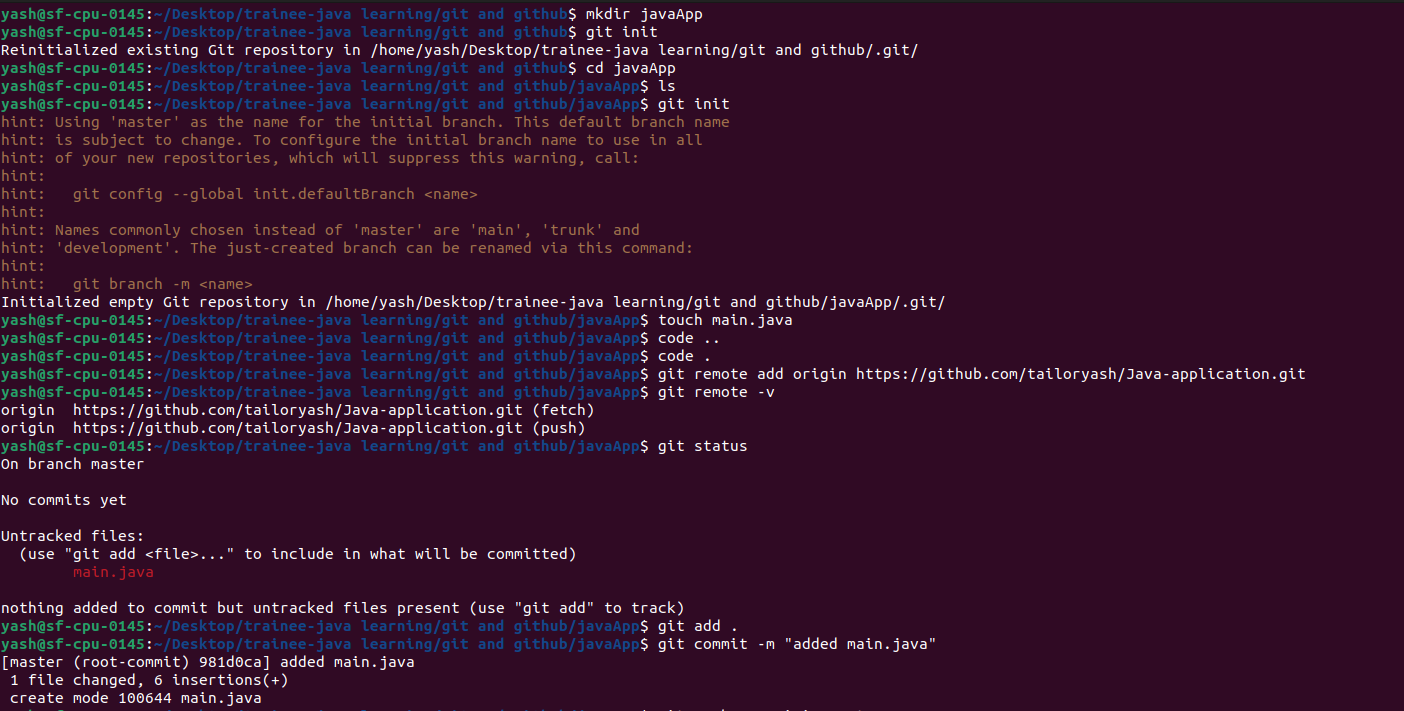 yash@sf-cpu-0145:~/Desktop/trainee-java learning/git and github$ mkdir javaApp
yash@sf-cpu-0145:~/Desktop/trainee-java learning/git and github$ git init
Reinitialized existing Git repository in /home/yash/Desktop/trainee-java learning/git and github/.git/
yash@sf-cpu-0145:~/Desktop/trainee-java learning/git and github$ cd javaApp
yash@sf-cpu-0145:~/Desktop/trainee-java learning/git and github/javaApp$ ls
yash@sf-cpu-0145:~/Desktop/trainee-java learning/git and github/javaApp$ git init
hint: Using 'master' as the name for the initial branch. This default branch name
hint: is subject to change. To configure the initial branch name to use in all
hint: of your new repositories, which will suppress this warning, call:
hint:
hint:   git config --global init.defaultBranch <name>
hint:
hint: Names commonly chosen instead of 'master' are 'main', 'trunk' and
hint: 'development'. The just-created branch can be renamed via this command:
hint:
hint:   git branch -m <name>
Initialized empty Git repository in /home/yash/Desktop/trainee-java learning/git and github/javaApp/.git/
yash@sf-cpu-0145:~/Desktop/trainee-java learning/git and github/javaApp$ touch main.java
yash@sf-cpu-0145:~/Desktop/trainee-java learning/git and github/javaApp$ code ..
yash@sf-cpu-0145:~/Desktop/trainee-java learning/git and github/javaApp$ code .
yash@sf-cpu-0145:~/Desktop/trainee-java learning/git and github/javaApp$ git remote add origin https://github.com/tailoryash/Java-application.git
yash@sf-cpu-0145:~/Desktop/trainee-java learning/git and github/javaApp$ git remote -v
origin  https://github.com/tailoryash/Java-application.git (fetch)
origin  https://github.com/tailoryash/Java-application.git (push)
yash@sf-cpu-0145:~/Desktop/trainee-java learning/git and github/javaApp$ git status
On branch master

No commits yet

Untracked files:
  (use "git add <file>..." to include in what will be committed)
        main.java

nothing added to commit but untracked files present (use "git add" to track)
yash@sf-cpu-0145:~/Desktop/trainee-java learning/git and github/javaApp$ git add .
yash@sf-cpu-0145:~/Desktop/trainee-java learning/git and github/javaApp$ git commit -m "added main.java"
[master (root-commit) 981d0ca] added main.java
 1 file changed, 6 insertions(+)
 create mode 100644 main.java